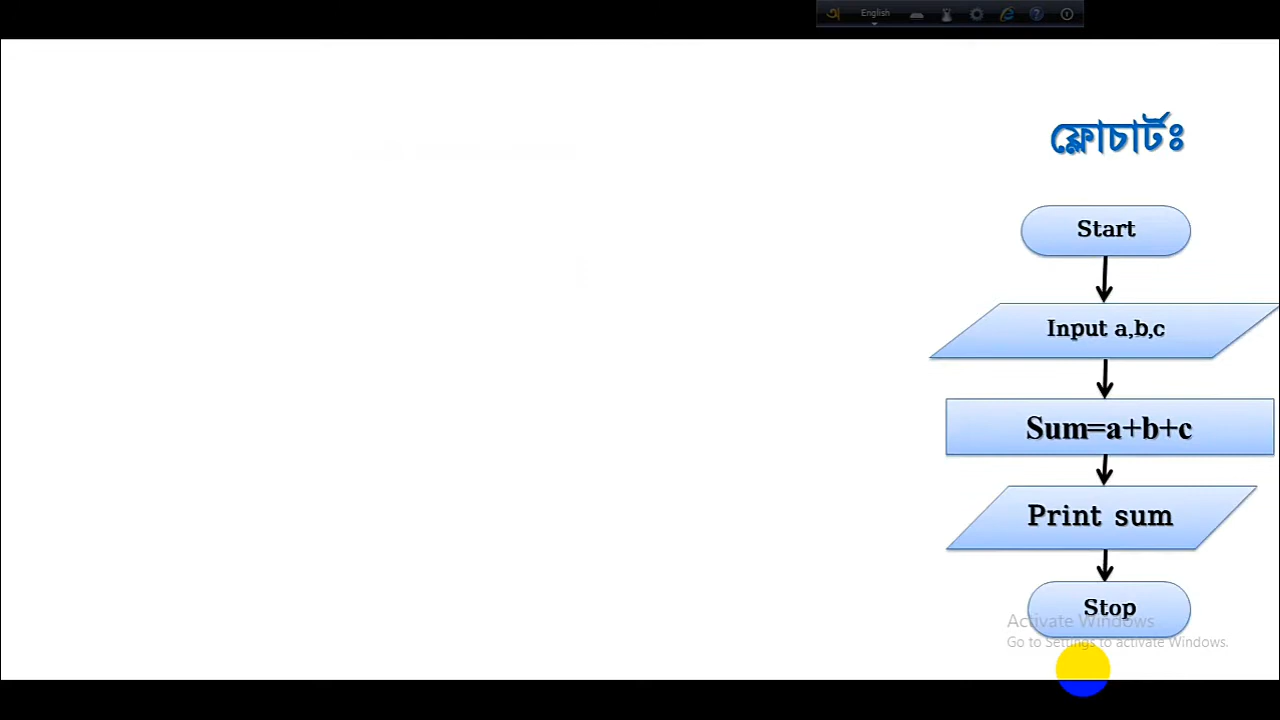 অ English
ফ্লোচার্টঃ
Start
Input a,b,c
Sum=a+b+c
Print sum
Stop
Activate Windows
Go to Settings to activate Windows.